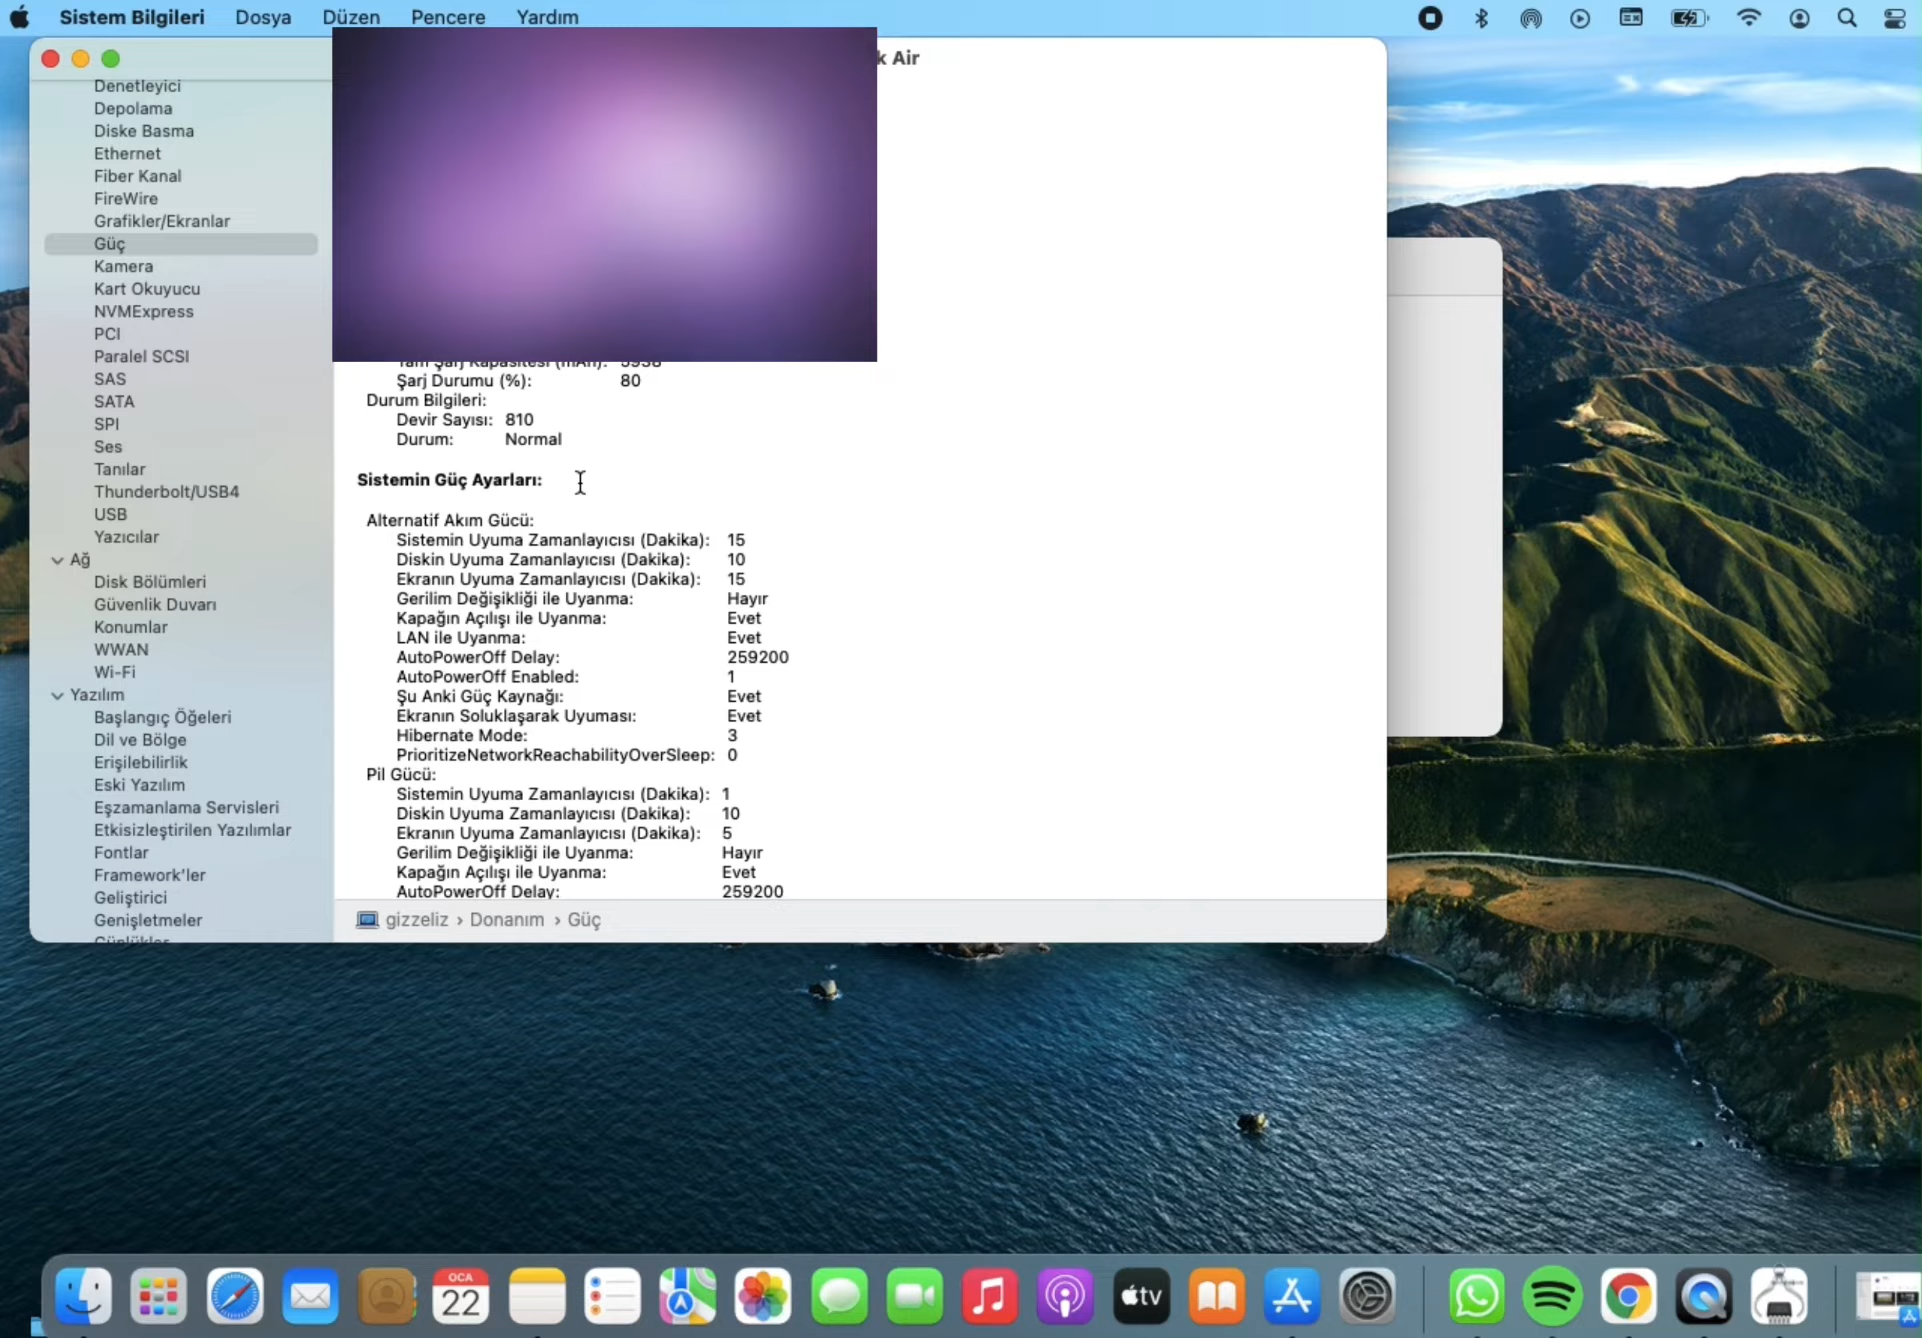 Sistem Bilgileri Dosya Düzen Pencere Yardım
k Air
Denetleyici
Depolama
Diske Basma
Ethernet
Fiber Kanal
FireWire
Grafikler/Ekranlar
Güç
Kamera
Kart Okuyucu
NVMExpress
PCI
Paralel SCSI
SAS
SATA
SPI
Ses
Tanılar
Thunderbolt/USB4
USB
Yazıcılar
Ağ
Disk Bölümleri
Güvenlik Duvarı
Konumlar
WWAN
Wi-Fi
Yazılım
Başlangıç Öğeleri
Dil ve Bölge
Erişilebilirlik
Eski Yazılım
Eşzamanlama Servisleri
Etkisizleştirilen Yazılımlar
Fontlar
Framework'ler
Geliştirici
Genişletmeler
Günlükler
Tam Şarj Kapasitesi (mAh):
Şarj Durumu (%): 80
Durum Bilgileri:
Devir Sayısı: 810
Durum: Normal
Sistemin Güç Ayarları:
Alternatif Akım Gücü:
Sistemin Uyuma Zamanlayıcısı (Dakika): 15
Diskin Uyuma Zamanlayıcısı (Dakika): 10
Ekranın Uyuma Zamanlayıcısı (Dakika): 15
Gerilim Değişikliği ile Uyanma: Hayır
Kapağın Açılışı ile Uyanma: Evet
LAN ile Uyanma: Evet
AutoPowerOff Delay: 259200
AutoPowerOff Enabled: 1
Şu Anki Güç Kaynağı: Evet
Ekranın Soluklaşarak Uyuması: Evet
Hibernate Mode: 3
PrioritizeNetworkReachabilityOverSleep: 0
Pil Gücü:
Sistemin Uyuma Zamanlayıcısı (Dakika): 1
Diskin Uyuma Zamanlayıcısı (Dakika): 10
Ekranın Uyuma Zamanlayıcısı (Dakika): 5
Gerilim Değişikliği ile Uyanma: Hayır
Kapağın Açılışı ile Uyanma: Evet
AutoPowerOff Delay: 259200
gizzeliz › Donanım › Güç
OCA
22
tv